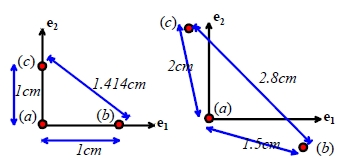 e₂
(c)
1cm
1.414cm
(a)
(b)
e₁
1cm
e₂
(c)
2cm
2.8cm
(a)
e₁
1.5cm
(b)